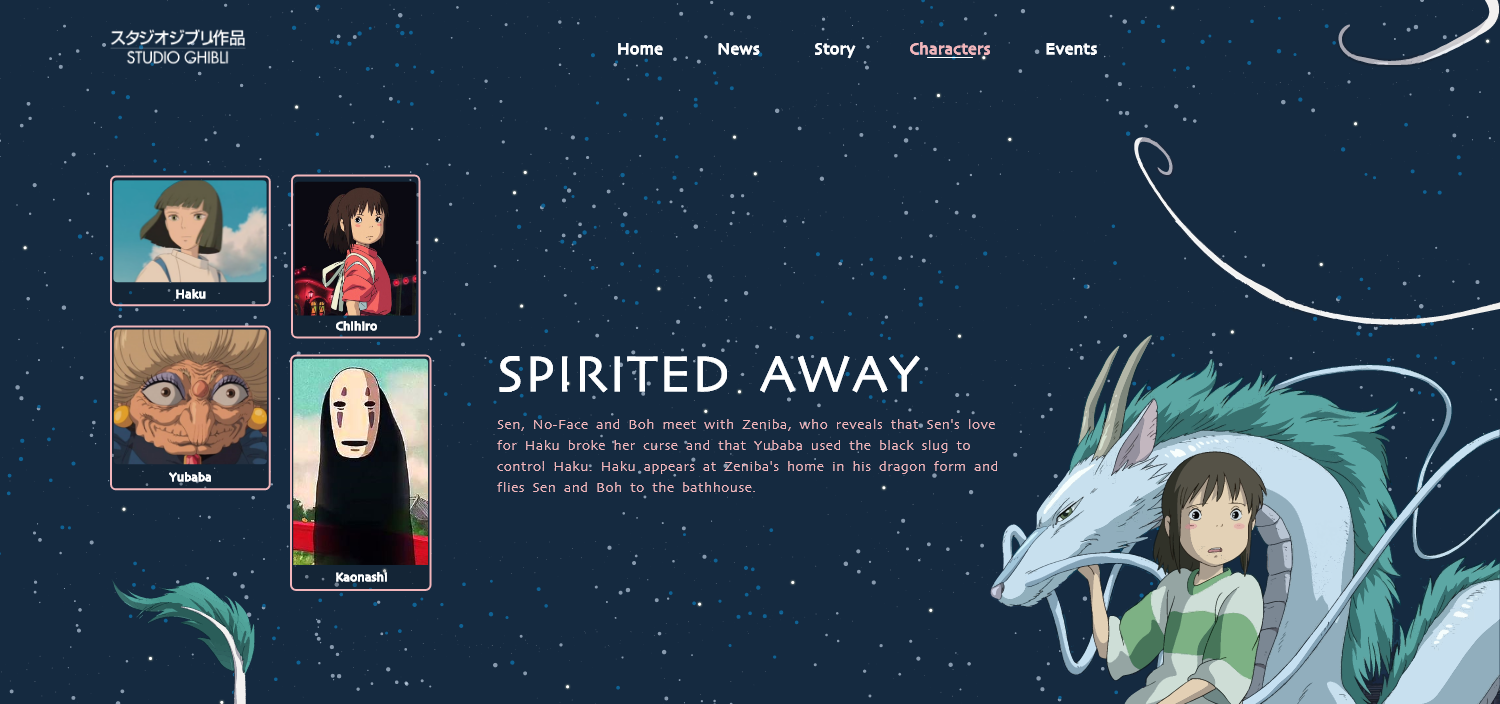 スタジオジブリ作品
STUDIO GHIBLI
Home News Story Characters Events
Haku
Chihiro
Yubaba
Kaonashi
SPIRITED AWAY
Sen, No-Face and Boh meet with Zeniba, who reveals that Sen's love
for Haku broke her curse and that Yubaba used the black slug to
control Haku. Haku appears at Zeniba's home in his dragon form and
flies Sen and Boh to the bathhouse.